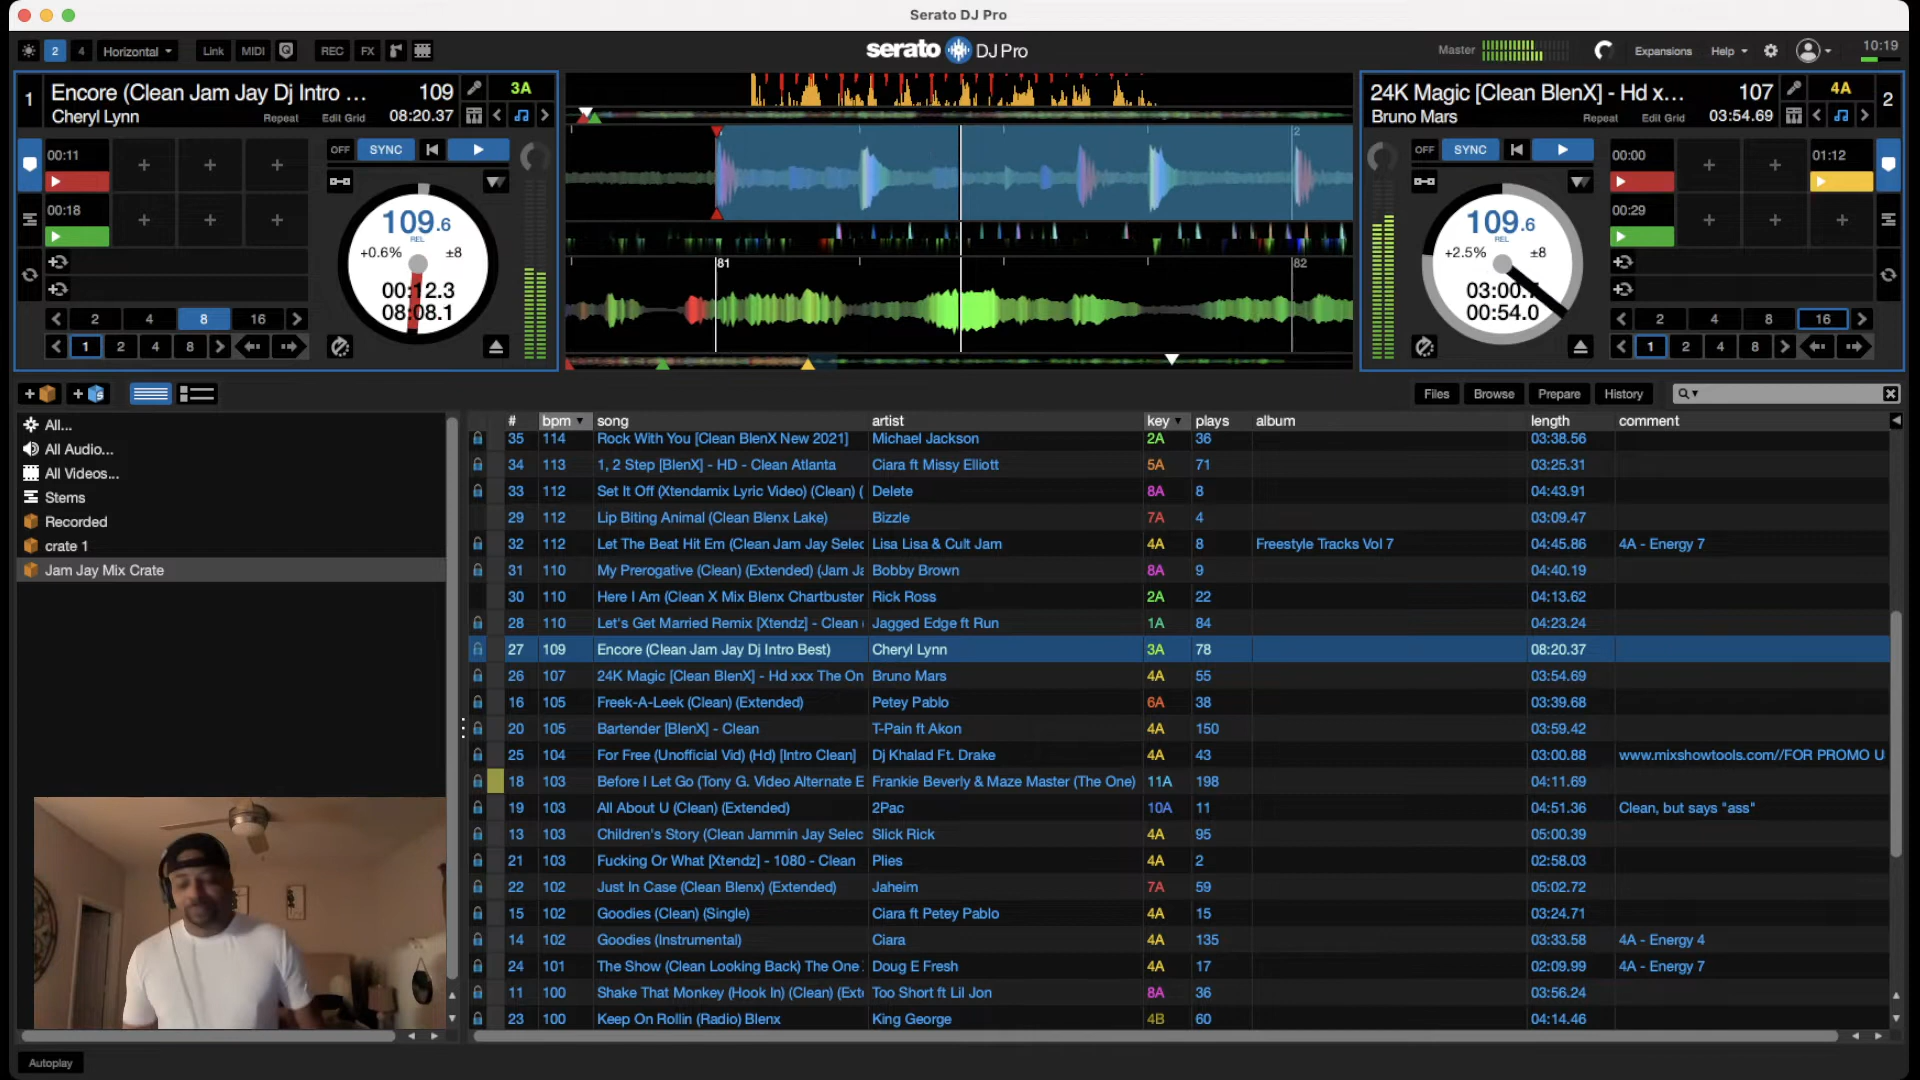 Serato DJ Pro
2 4 Horizontal Link MIDI REC FX
serato DJ Pro
Master Expansions Help 10:19
1 Encore (Clean Jam Jay Dj Intro ... 109 3A
Cheryl Lynn Repeat Edit Grid 08:20.37
00:11
OFF SYNC
00:18
109.6
REL
+0.6% ±8
00:12.3
08:08.1
2 4 8 16
1 2 4 8
2
81 82
24K Magic [Clean BlenX] - Hd x... 107 4A 2
Bruno Mars Repeat Edit Grid 03:54.69
OFF SYNC
00:00 01:12
00:29
109.6
REL
+2.5% ±8
03:00.
00:54.0
2 4 8 16
1 2 4 8
Files Browse Prepare History
All...
All Audio...
All Videos...
Stems
Recorded
crate 1
Jam Jay Mix Crate
# bpm song artist key plays album length comment
35 114 Rock With You [Clean BlenX New 2021] Michael Jackson 2A 36 03:38.56
34 113 1, 2 Step [BlenX] - HD - Clean Atlanta Ciara ft Missy Elliott 5A 71 03:25.31
33 112 Set It Off (Xtendamix Lyric Video) (Clean) ( Delete 8A 8 04:43.91
29 112 Lip Biting Animal (Clean Blenx Lake) Bizzle 7A 4 03:09.47
32 112 Let The Beat Hit Em (Clean Jam Jay Selec Lisa Lisa & Cult Jam 4A 8 Freestyle Tracks Vol 7 04:45.86 4A - Energy 7
31 110 My Prerogative (Clean) (Extended) (Jam Ja Bobby Brown 8A 9 04:40.19
30 110 Here I Am (Clean X Mix Blenx Chartbuster Rick Ross 2A 22 04:13.62
28 110 Let's Get Married Remix [Xtendz] - Clean Jagged Edge ft Run 1A 84 04:23.24
27 109 Encore (Clean Jam Jay Dj Intro Best) Cheryl Lynn 3A 78 08:20.37
26 107 24K Magic [Clean BlenX] - Hd xxx The On Bruno Mars 4A 55 03:54.69
16 105 Freek-A-Leek (Clean) (Extended) Petey Pablo 6A 38 03:39.68
20 105 Bartender [BlenX] - Clean T-Pain ft Akon 4A 150 03:59.42
25 104 For Free (Unofficial Vid) (Hd) [Intro Clean] Dj Khalad Ft. Drake 4A 43 03:00.88 www.mixshowtools.com//FOR PROMO U
18 103 Before I Let Go (Tony G. Video Alternate E Frankie Beverly & Maze Master (The One) 11A 198 04:11.69
19 103 All About U (Clean) (Extended) 2Pac 10A 11 04:51.36 Clean, but says "ass"
13 103 Children's Story (Clean Jammin Jay Selec Slick Rick 4A 95 05:00.39
21 103 Fucking Or What [Xtendz] - 1080 - Clean Plies 4A 2 02:58.03
22 102 Just In Case (Clean Blenx) (Extended) Jaheim 7A 59 05:02.72
15 102 Goodies (Clean) (Single) Ciara ft Petey Pablo 4A 15 03:24.71
14 102 Goodies (Instrumental) Ciara 4A 135 03:33.58 4A - Energy 4
24 101 The Show (Clean Looking Back) The One Doug E Fresh 4A 17 02:09.99 4A - Energy 7
11 100 Shake That Monkey (Hook In) (Clean) (Exte Too Short ft Lil Jon 8A 36 03:56.24
23 100 Keep On Rollin (Radio) Blenx King George 4B 60 04:14.46
Autoplay